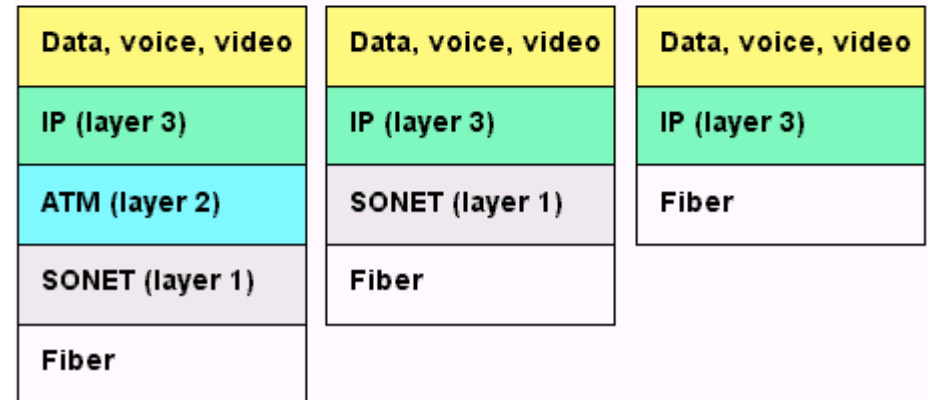 Data, voice, video
IP (layer 3)
ATM (layer 2)
SONET (layer 1)
Fiber
Data, voice, video
IP (layer 3)
SONET (layer 1)
Fiber
Data, voice, video
IP (layer 3)
Fiber